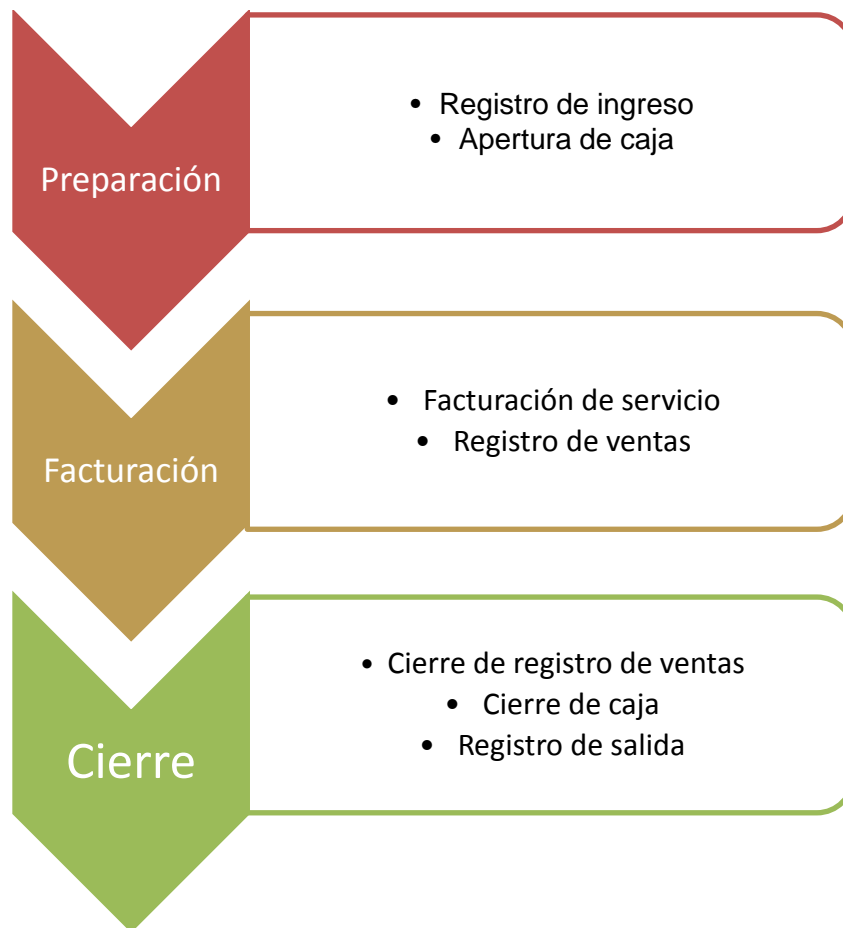 Preparación
• Registro de ingreso
• Apertura de caja
Facturación
• Facturación de servicio
• Registro de ventas
Cierre
• Cierre de registro de ventas
• Cierre de caja
• Registro de salida